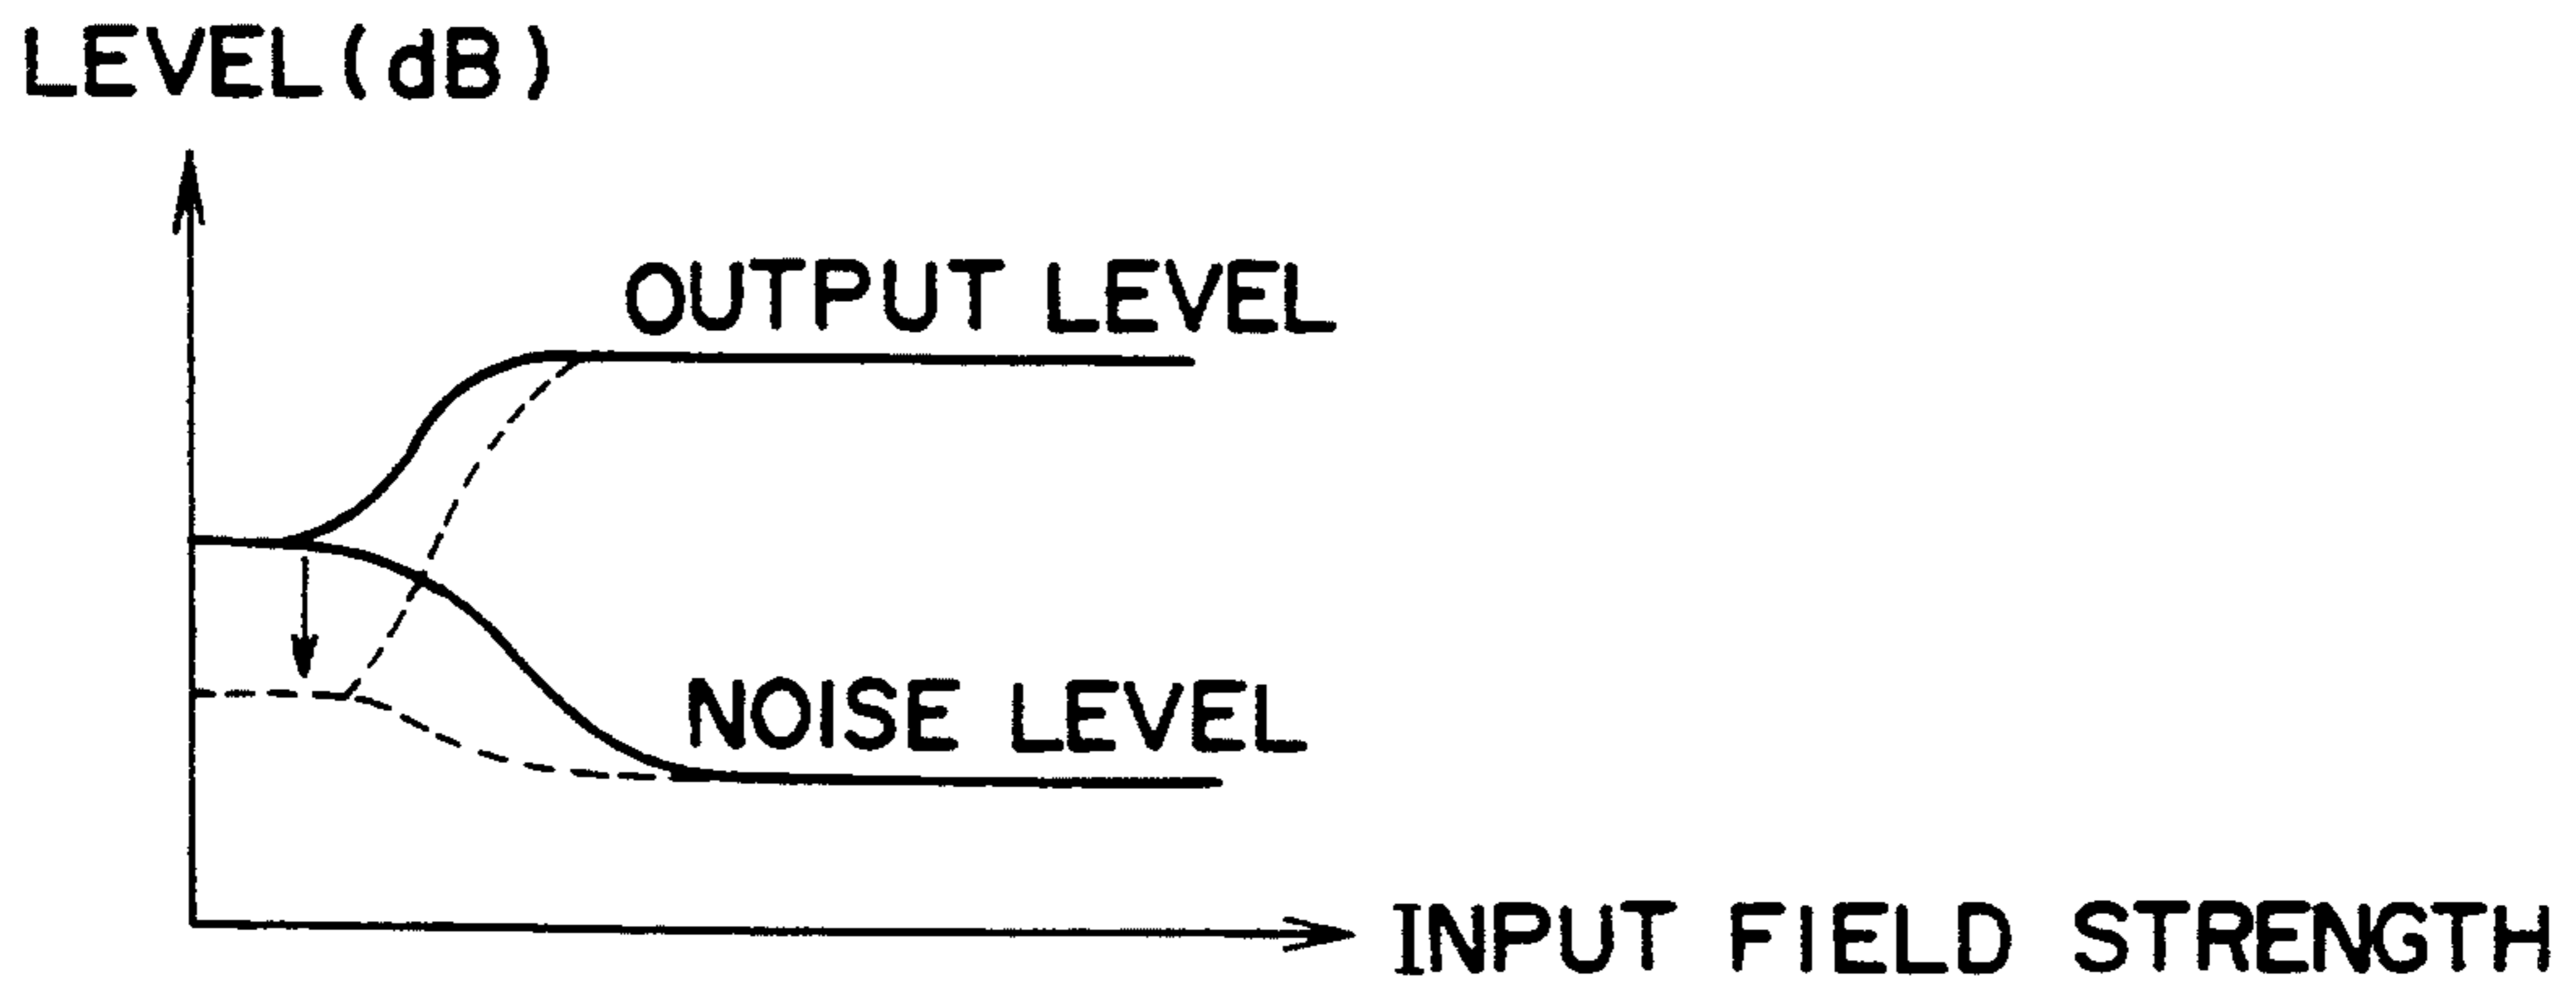 LEVEL(dB)
OUTPUT LEVEL
NOISE LEVEL
INPUT FIELD STRENGTH